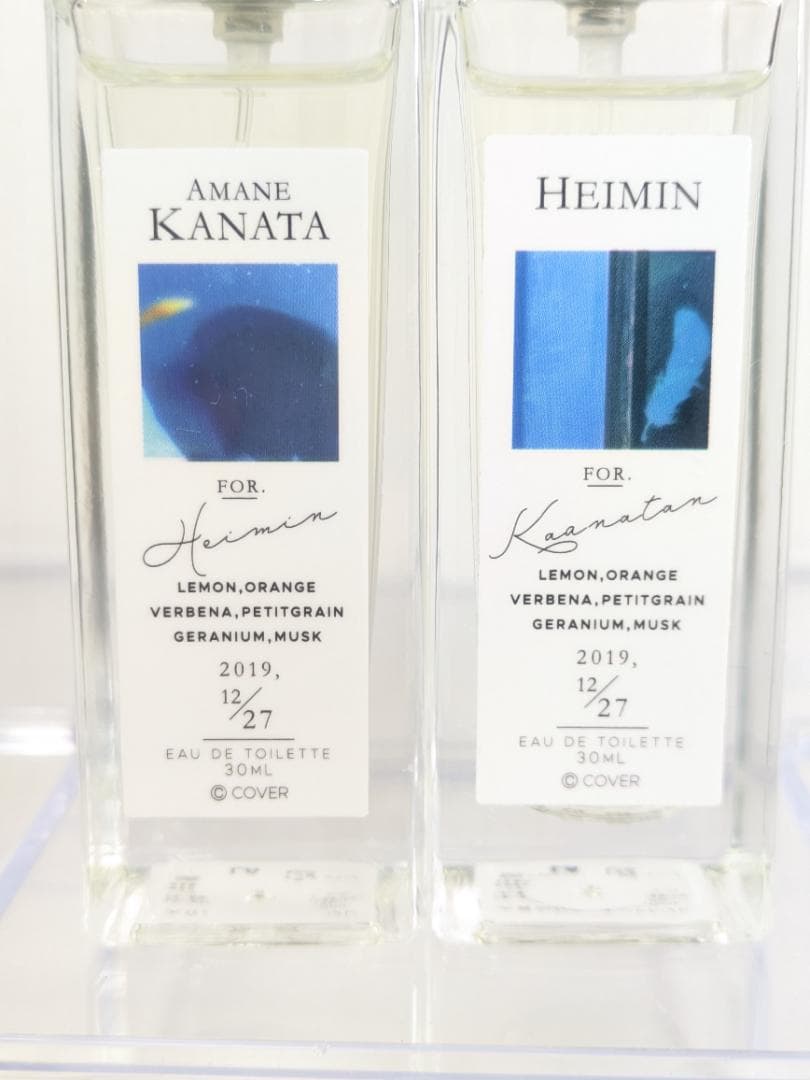 AMANE
KANATA
FOR.
Heimin
LEMON,ORANGE
VERBENA,PETITGRAIN
GERANIUM,MUSK
2019,
12/
27
EAU DE TOILETTE
30ML
© COVER
HEIMIN
FOR.
Kaanatan
LEMON,ORANGE
VERBENA,PETITGRAIN
GERANIUM,MUSK
2019,
12/
27
EAU DE TOILETTE
30ML
© COVER